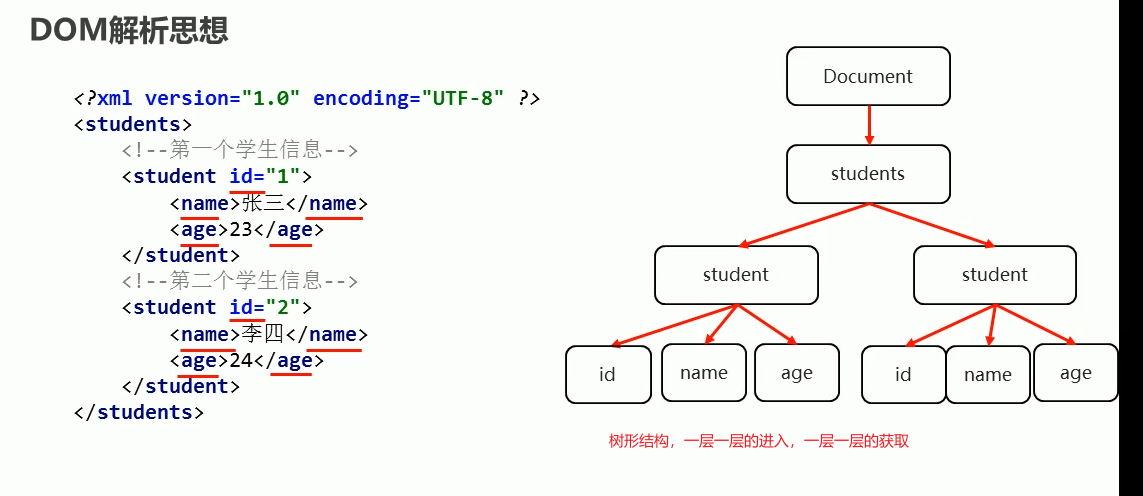 DOM解析思想
<?xml version="1.0" encoding="UTF-8" ?>
<students>
<!--第一个学生信息-->
<student id="1">
<name>张三</name>
<age>23</age>
</student>
<!--第二个学生信息-->
<student id="2">
<name>李四</name>
<age>24</age>
</student>
</students>
Document
students
student
student
id
name
age
id
name
age
树形结构，一层一层的进入，一层一层的获取